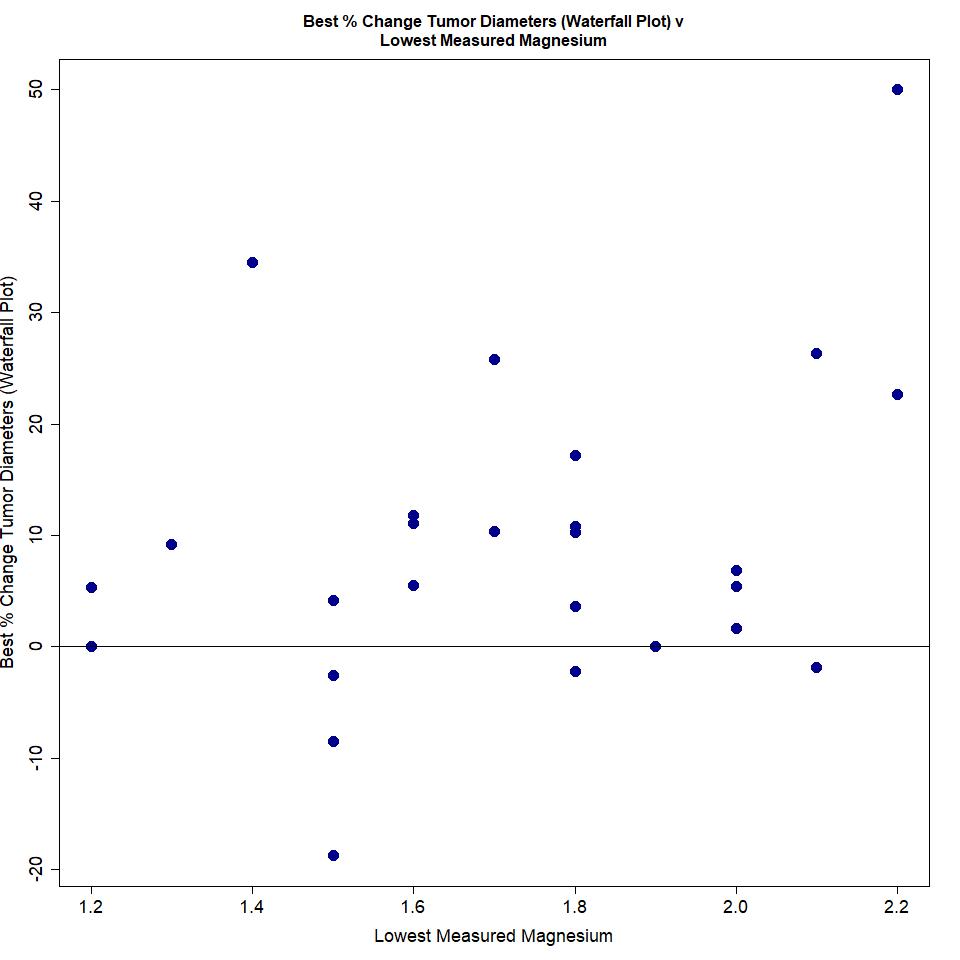 Best % Change Tumor Diameters (Waterfall Plot) v
Lowest Measured Magnesium
Best % Change Tumor Diameters (Waterfall Plot)
50
40
30
20
10
0
-10
-20
1.2 1.4 1.6 1.8 2.0 2.2
Lowest Measured Magnesium